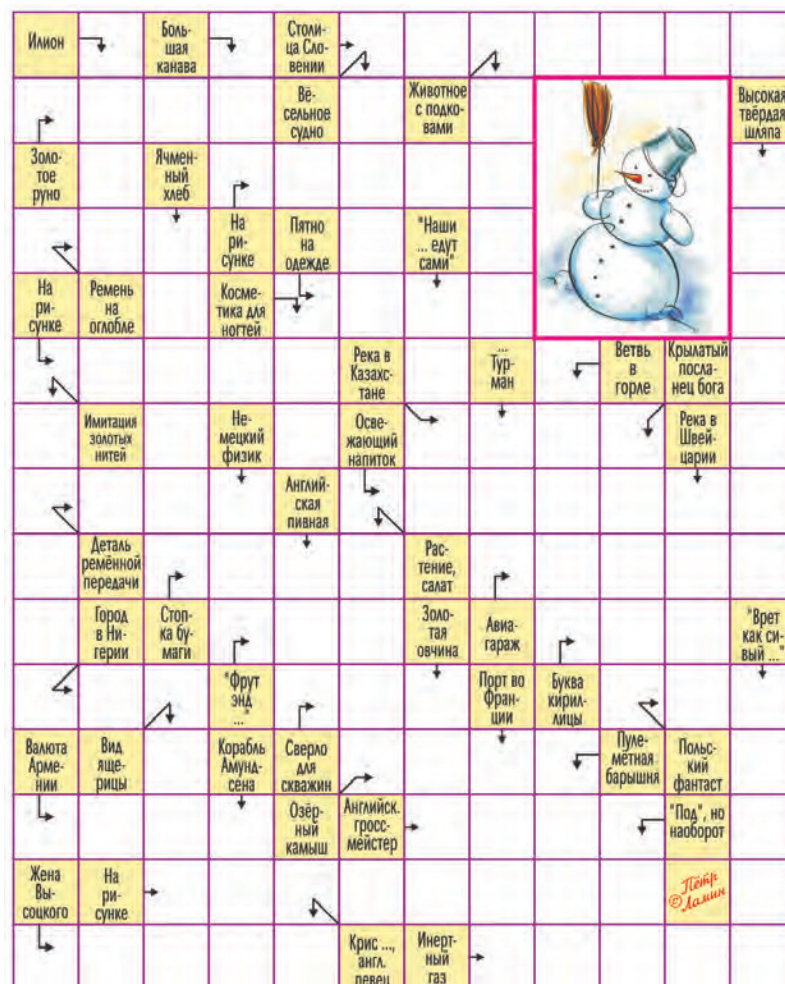 Илион
Боль-
шая
канава
Столи-
ца Сло-
вении
Вё-
сельное
судно
Животное
с подко-
вами
Высокая
твёрдая
шляпа
Золо-
тое
руно
Ячмен-
ный
хлеб
На
ри-
сунке
Пятно
на
одежде
"Наши
... едут
сами"
На
ри-
сунке
Ремень
на
оглобле
Косме-
тика для
ногтей
Река в
Казахс-
тане
...
Тур-
ман
Ветвь
в
горле
Крылатый
посла-
нец бога
Имитация
золотых
нитей
Не-
мецкий
физик
Осве-
жающий
напиток
Река в
Швей-
царии
Англий-
ская
пивная
Деталь
ремённой
передачи
Рас-
тение,
салат
Город
в Ни-
герии
Стоп-
ка бу-
маги
Золо-
тая
овчина
Авиа-
гараж
"Врет
как си-
вый ..."
"Фрут
энд
..."
Порт во
Фран-
ции
Буква
кирил-
лицы
Валюта
Арме-
нии
Вид
яще-
рицы
Корабль
Амунд-
сена
Сверло
для
скважин
Пуле-
мётная
барышня
Поль-
ский
фантаст
Озёр-
ный
камыш
Английск.
гросс-
мейстер
"Под", но
наоборот
Жена
Вы-
соцкого
На
ри-
сунке
Пётр
©Ламин
Крис ...,
англ.
певец
Инерт-
ный
газ